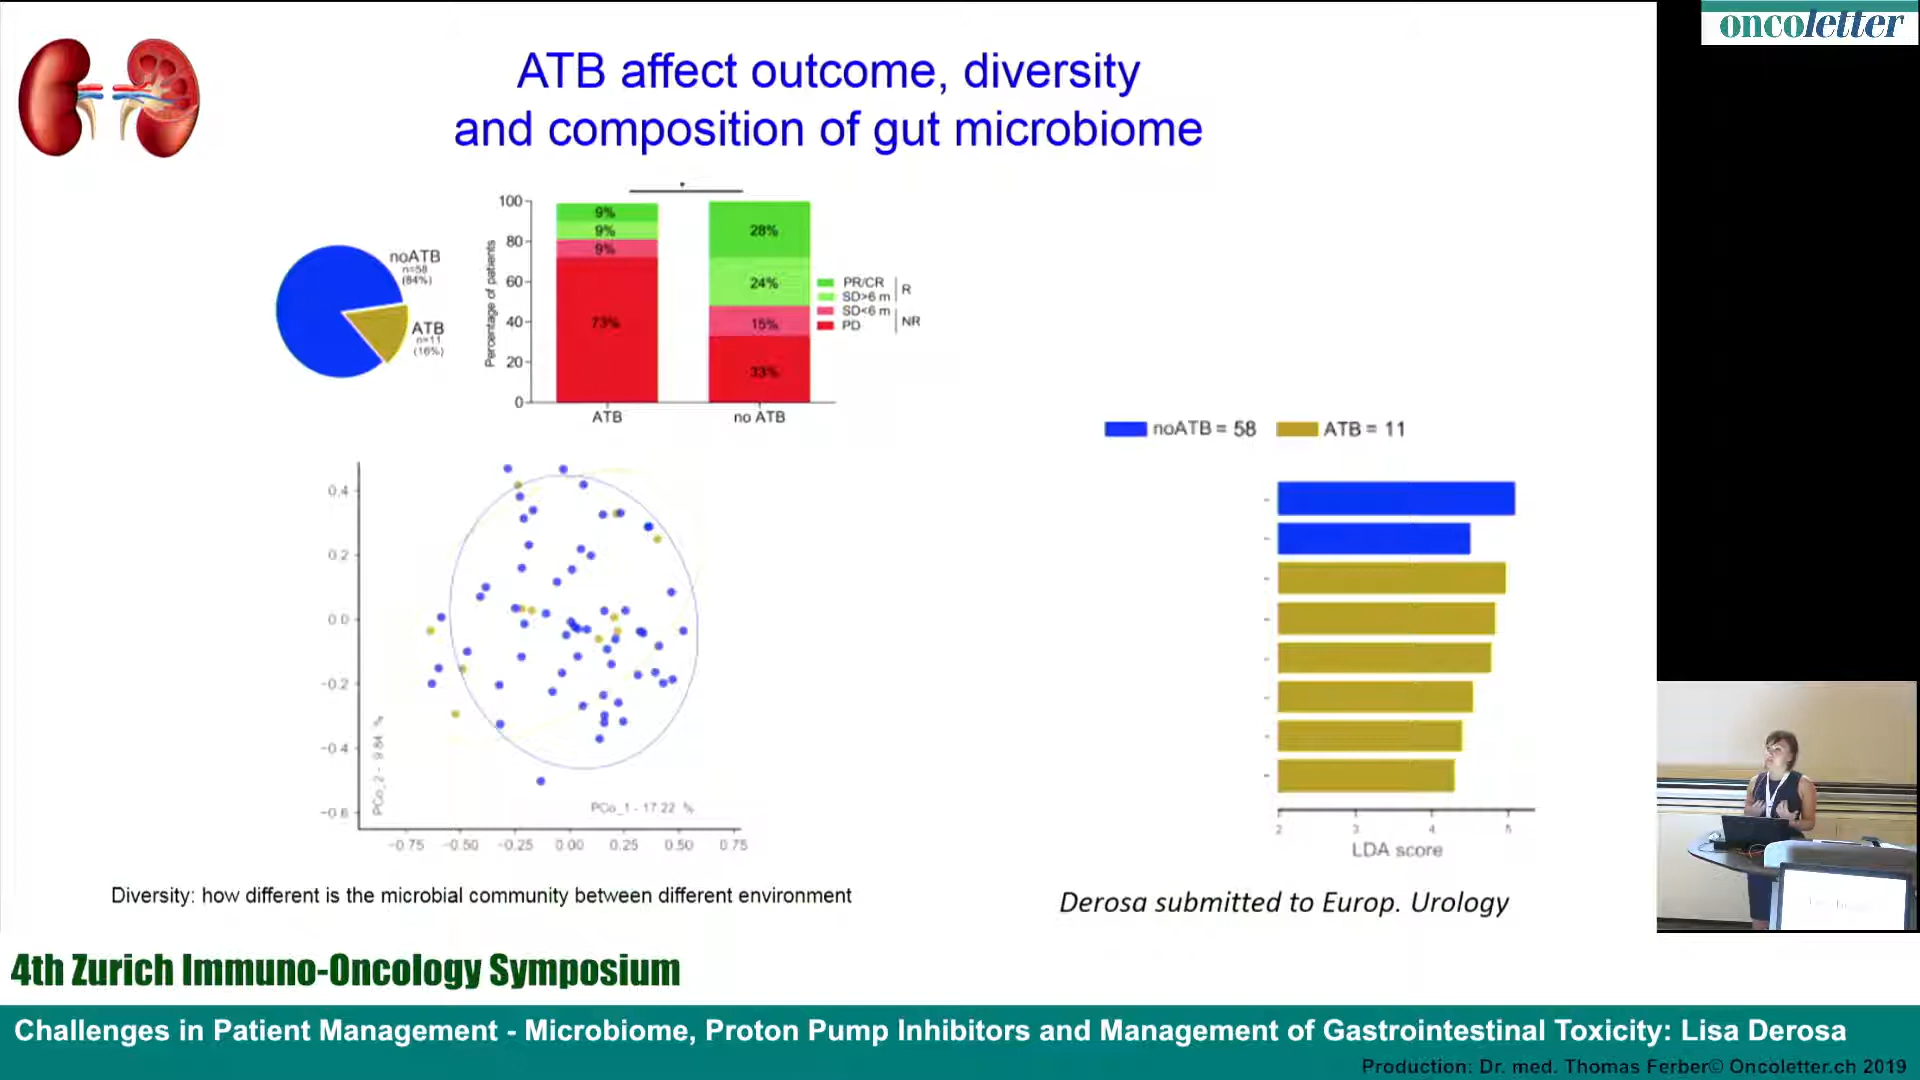 oncoletter
ATB affect outcome, diversity
and composition of gut microbiome
noATB
n=58
(84%)
ATB
n=11
(16%)
Percentage of patients
100
80
60
40
20
0
9%
9%
9%
73%
28%
24%
15%
33%
ATB
no ATB
*
PR/CR
SD>6 m
R
SD<6 m
PD
NR
noATB = 58
ATB = 11
0.4
0.2
0.0
-0.2
-0.4
-0.6
PCo_2 - 9.84 %
PCo_1 - 17.22 %
-0.75 -0.50 -0.25 0.00 0.25 0.50 0.75
2 3 4 5
LDA score
Diversity: how different is the microbial community between different environment
Derosa submitted to Europ. Urology
4th Zurich Immuno-Oncology Symposium
Challenges in Patient Management - Microbiome, Proton Pump Inhibitors and Management of Gastrointestinal Toxicity: Lisa Derosa
Production: Dr. med. Thomas Ferber© Oncoletter.ch 2019